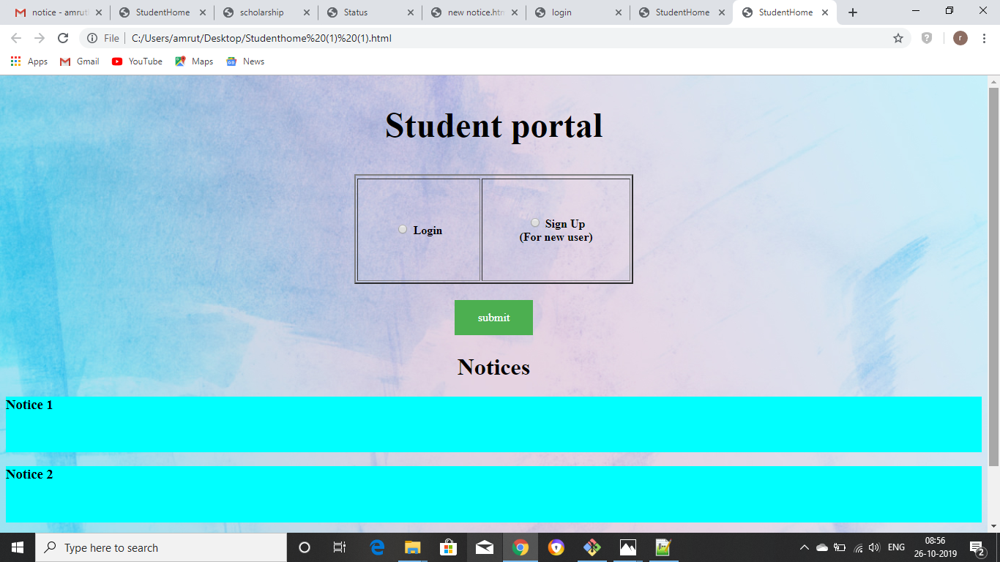 notice - amrut
StudentHome
scholarship
Status
new notice.htm
login
StudentHome
StudentHome
File
C:/Users/amrut/Desktop/Studenthome%20(1)%20(1).html
r
Apps
Gmail
YouTube
Maps
News
Student portal
Login
Sign Up
(For new user)
submit
Notices
Notice 1
Notice 2
Type here to search
ENG
08:56
26-10-2019
2